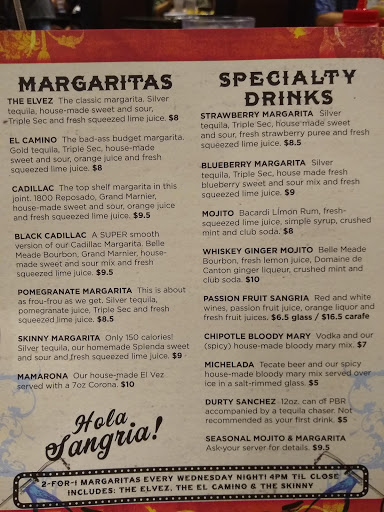 MARGARITAS
THE ELVEZ The classic margarita. Silver
tequila, house-made sweet and sour,
Triple Sec and fresh squeezed lime juice. $8
EL CAMINO The bad-ass budget margarita.
Gold tequila, Triple Sec, house-made
sweet and sour, orange juice and fresh
squeezed lime juice. $8
CADILLAC The top shelf margarita in this
joint. 1800 Reposado, Grand Marnier,
house-made sweet and sour, orange juice
and fresh squeezed lime juice. $9.5
BLACK CADILLAC A SUPER smooth
version of our Cadillac Margarita. Belle
Meade Bourbon, Grand Marnier, house-
made sweet and sour mix and fresh
squeezed lime juice. $9.5
POMEGRANATE MARGARITA This is about
as frou-frou as we get. Silver tequila,
pomegranate juice, Triple Sec and fresh
squeezed lime juice. $8.5
SKINNY MARGARITA Only 150 calories!
Silver tequila, our homemade Splenda sweet
and sour and fresh squeezed lime juice. $9
MAMARONA Our house-made El Vez
served with a 7oz Corona. $10
Hola
Sangria!
SPECIALTY
DRINKS
STRAWBERRY MARGARITA Silver
tequila, Triple Sec, house made sweet
and sour, fresh strawberry puree and fresh
squeezed lime juice. $8.5
BLUEBERRY MARGARITA Silver
tequila, Triple Sec, house made fresh
blueberry sweet and sour mix and fresh
squeezed lime juice. $9
MOJITO Bacardi Limon Rum, fresh-
squeezed lime juice, simple syrup, crushed
mint and club soda. $8
WHISKEY GINGER MOJITO Belle Meade
Bourbon, fresh lemon juice, Domaine de
Canton ginger liqueur, crushed mint and
club soda. $10
PASSION FRUIT SANGRIA Red and white
wines, passion fruit juice, orange liquor and
fresh fruit juices. $6.5 glass / $16.5 carafe
CHIPOTLE BLOODY MARY Vodka and our
(spicy) house-made bloody mary mix. $7
MICHELADA Tecate beer and our spicy
house-made bloody mary mix served over
ice in a salt-rimmed glass. $5
DURTY SANCHEZ -12oz. can of PBR
accompanied by a tequila chaser. Not
recommended as your first drink. $5
SEASONAL MOJITO & MARGARITA
Ask your server for details. $9.5
2-FOR-1 MARGARITAS EVERY WEDNESDAY NIGHT! 4PM TIL CLOSE
INCLUDES: THE ELVEZ, THE EL CAMINO & THE SKINNY